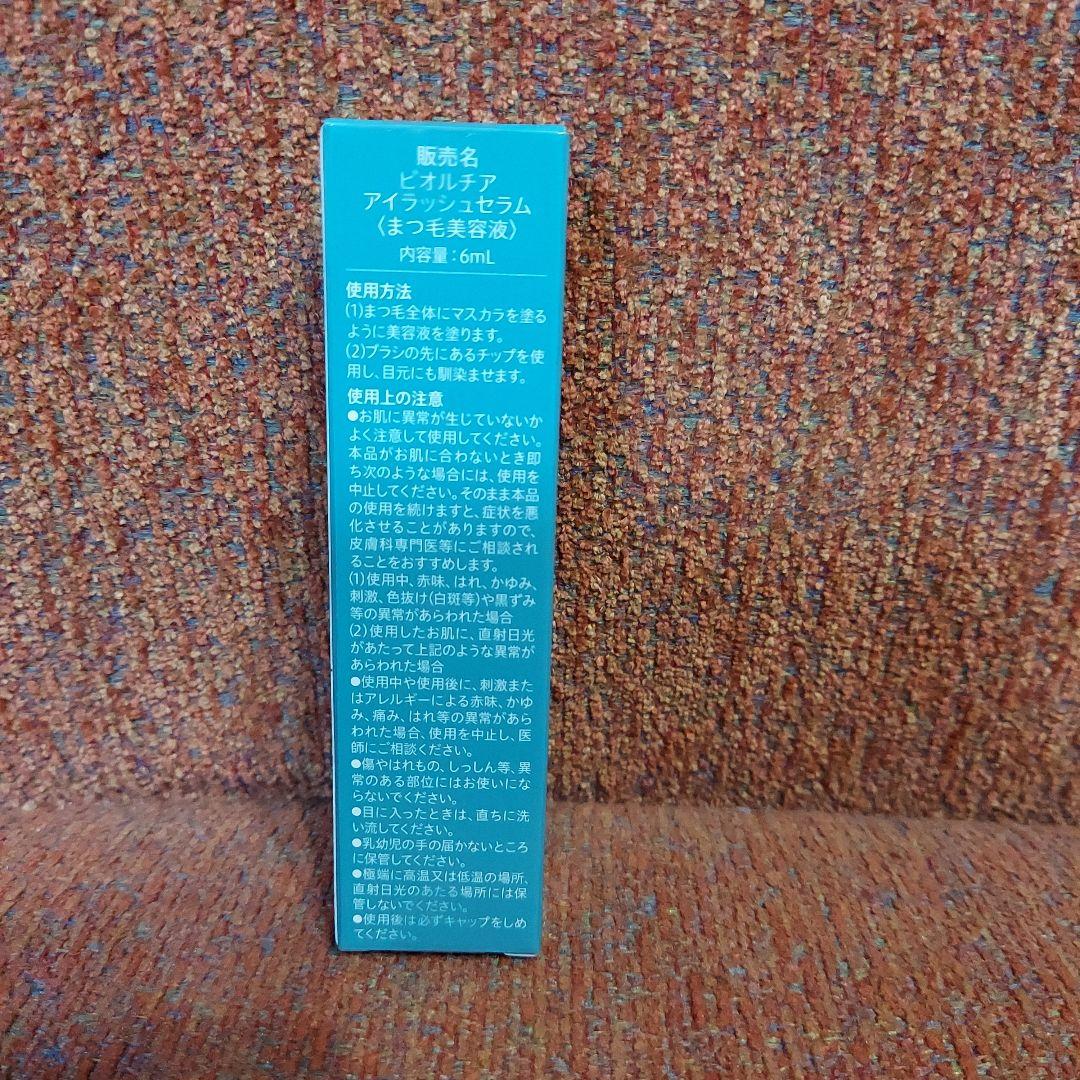 販売名
ピオルチア
アイラッシュセラム
〈まつ毛美容液〉
内容量：6mL
使用方法
(1)まつ毛全体にマスカラを塗る
ように美容液を塗ります。
(2)ブラシの先にあるチップを使
用し、目元にも馴染ませます。
使用上の注意
●お肌に異常が生じていないか
よく注意して使用してください。
本品がお肌に合わないとき即
ち次のような場合には、使用を
中止してください。そのまま本品
の使用を続けますと、症状を悪
化させることがありますので、
皮膚科専門医等にご相談され
ることをおすすめします。
(1)使用中、赤味、はれ、かゆみ、
刺激、色抜け(白斑等)や黒ずみ
等の異常があらわれた場合
(2)使用したお肌に、直射日光
があたって上記のような異常が
あらわれた場合
●使用中や使用後に、刺激また
はアレルギーによる赤味、かゆ
み、痛み、はれ等の異常があら
われた場合、使用を中止し、医
師にご相談ください。
●傷やはれもの、しっしん等、異
常のある部位にはお使いにな
らないでください。
●目に入ったときは、直ちに洗
い流してください。
●乳幼児の手の届かないところ
に保管してください。
●極端に高温又は低温の場所、
直射日光のあたる場所には保
管しないでください。
●使用後は必ずキャップをしめ
てください。